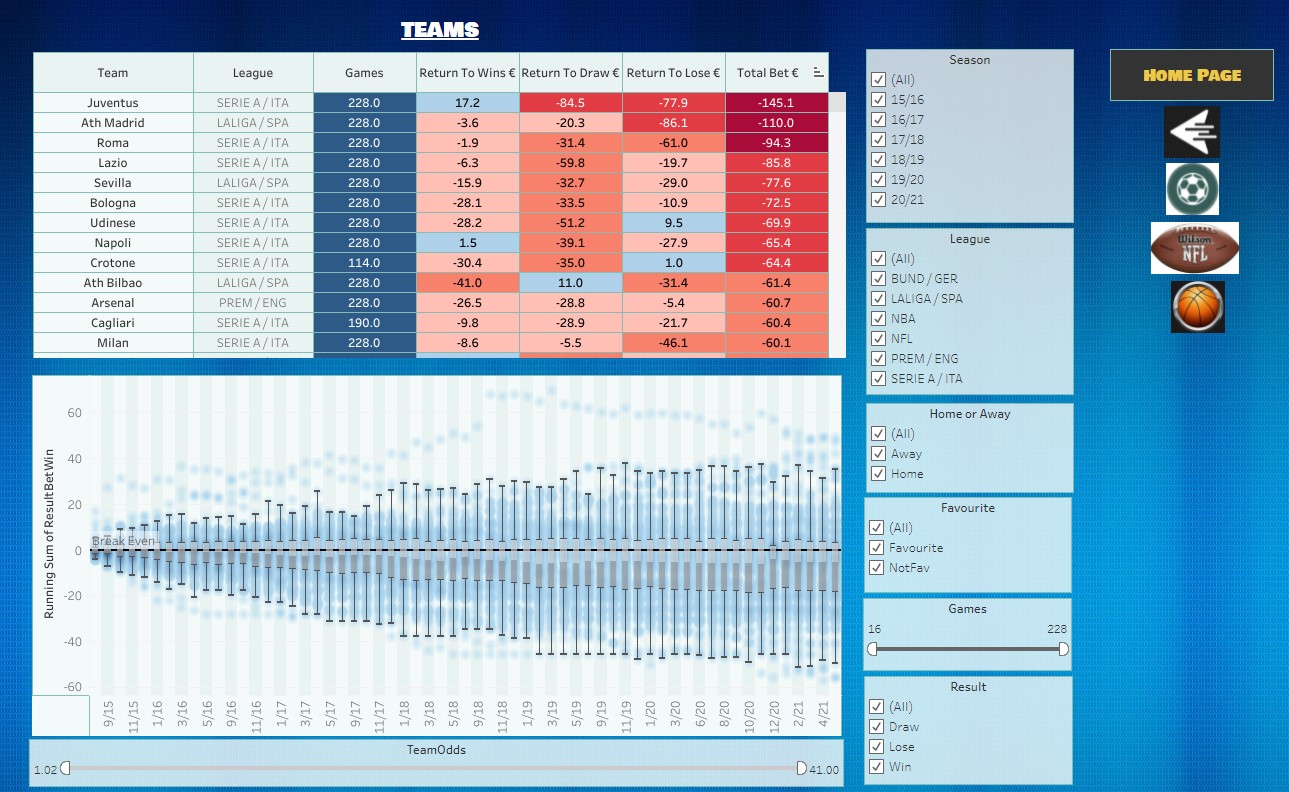 TEAMS
Team League Games Return To Wins € Return To Draw € Return To Lose € Total Bet €
Juventus SERIE A / ITA 228.0 17.2 -84.5 -77.9 -145.1
Ath Madrid LALIGA / SPA 228.0 -3.6 -20.3 -86.1 -110.0
Roma SERIE A / ITA 228.0 -1.9 -31.4 -61.0 -94.3
Lazio SERIE A / ITA 228.0 -6.3 -59.8 -19.7 -85.8
Sevilla LALIGA / SPA 228.0 -15.9 -32.7 -29.0 -77.6
Bologna SERIE A / ITA 228.0 -28.1 -33.5 -10.9 -72.5
Udinese SERIE A / ITA 228.0 -28.2 -51.2 9.5 -69.9
Napoli SERIE A / ITA 228.0 1.5 -39.1 -27.9 -65.4
Crotone SERIE A / ITA 114.0 -30.4 -35.0 1.0 -64.4
Ath Bilbao LALIGA / SPA 228.0 -41.0 11.0 -31.4 -61.4
Arsenal PREM / ENG 228.0 -26.5 -28.8 -5.4 -60.7
Cagliari SERIE A / ITA 190.0 -9.8 -28.9 -21.7 -60.4
Milan SERIE A / ITA 228.0 -8.6 -5.5 -46.1 -60.1
Running Sum of ResultBetWin
60
40
20
0
-20
-40
-60
Break Even
9/15 11/15 1/16 3/16 5/16 9/16 11/16 1/17 3/17 5/17 9/17 11/17 1/18 3/18 5/18 9/18 11/18 1/19 3/19 5/19 9/19 11/19 1/20 3/20 6/20 8/20 10/20 12/20 2/21 4/21
TeamOdds
1.02 41.00
Season
(All)
15/16
16/17
17/18
18/19
19/20
20/21
League
(All)
BUND / GER
LALIGA / SPA
NBA
NFL
PREM / ENG
SERIE A / ITA
Home or Away
(All)
Away
Home
Favourite
(All)
Favourite
NotFav
Games
16 228
Result
(All)
Draw
Lose
Win
HOME PAGE
Wilson
NFL